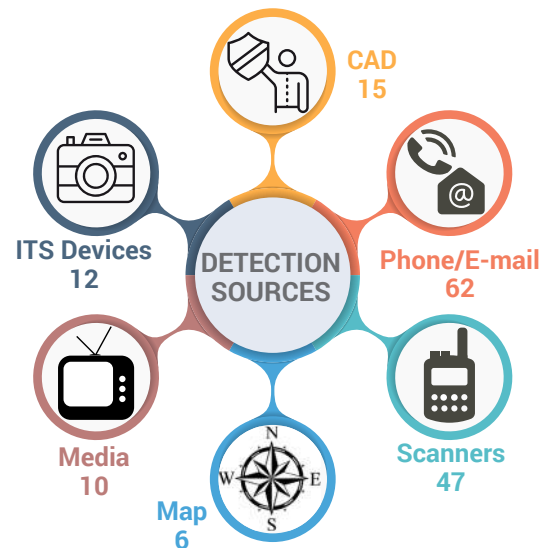 CAD
15
@
ITS Devices
12
DETECTION
SOURCES
Phone/E-mail
62
Media
10
Scanners
47
N
W
E
S
Map
6